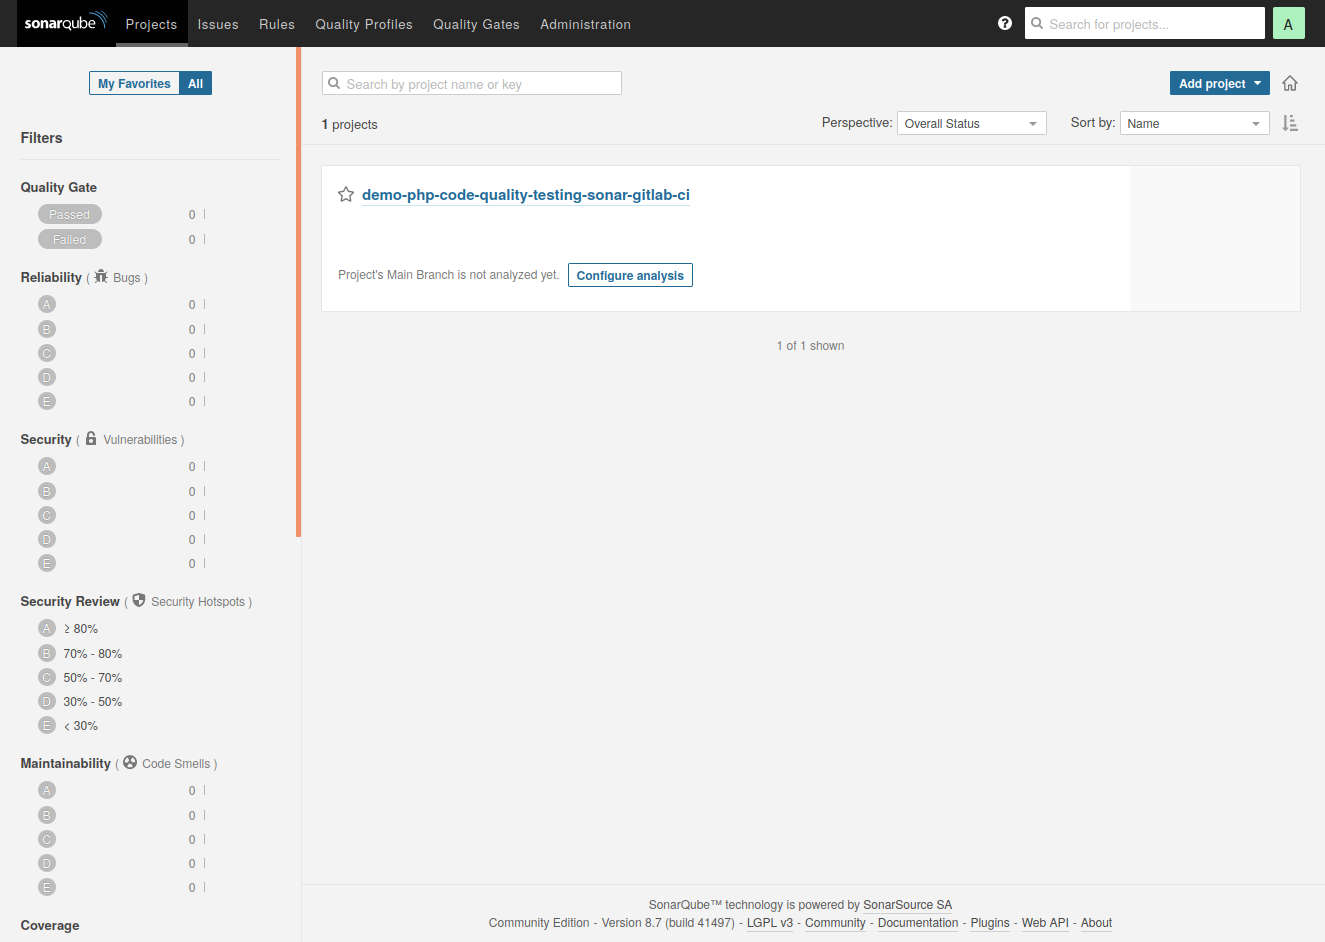 sonarqube Projects Issues Rules Quality Profiles Quality Gates Administration Search for projects... A
My Favorites All
Search by project name or key Add project
Filters
1 projects Perspective: Overall Status Sort by: Name
Quality Gate
Passed 0
Failed 0
Reliability ( Bugs )
A 0
B 0
C 0
D 0
E 0
Security ( Vulnerabilities )
A 0
B 0
C 0
D 0
E 0
Security Review ( Security Hotspots )
A ≥ 80%
B 70% - 80%
C 50% - 70%
D 30% - 50%
E < 30%
Maintainability ( Code Smells )
A 0
B 0
C 0
D 0
E 0
Coverage
demo-php-code-quality-testing-sonar-gitlab-ci
Project's Main Branch is not analyzed yet. Configure analysis
1 of 1 shown
SonarQube™ technology is powered by SonarSource SA
Community Edition - Version 8.7 (build 41497) - LGPL v3 - Community - Documentation - Plugins - Web API - About